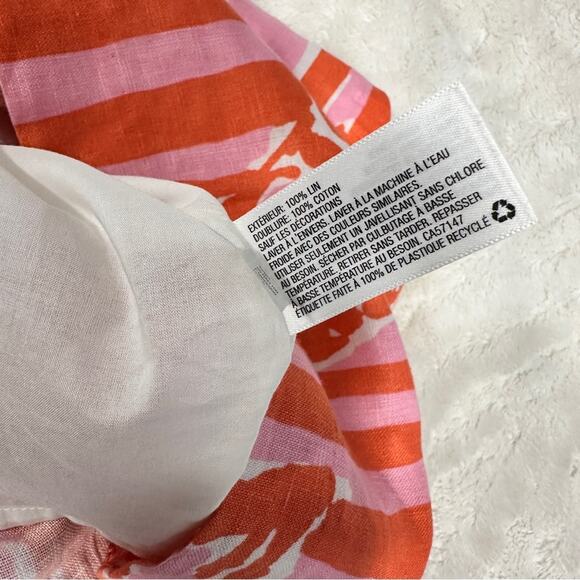 EXTÉRIEUR: 100% LIN
DOUBLURE: 100% COTON
SAUF LES DÉCORATIONS
LAVER À L'ENVERS. LAVER À LA MACHINE À L'EAU
FROIDE AVEC DES COULEURS SIMILAIRES.
UTILISER SEULEMENT UN JAVELLISANT SANS CHLORE
AU BESOIN. SÉCHER PAR CULBUTAGE À BASSE
TEMPÉRATURE. RETIRER SANS TARDER. REPASSER
À BASSE TEMPÉRATURE AU BESOIN. CA57147
ÉTIQUETTE FAITE À 100% DE PLASTIQUE RECYCLÉ